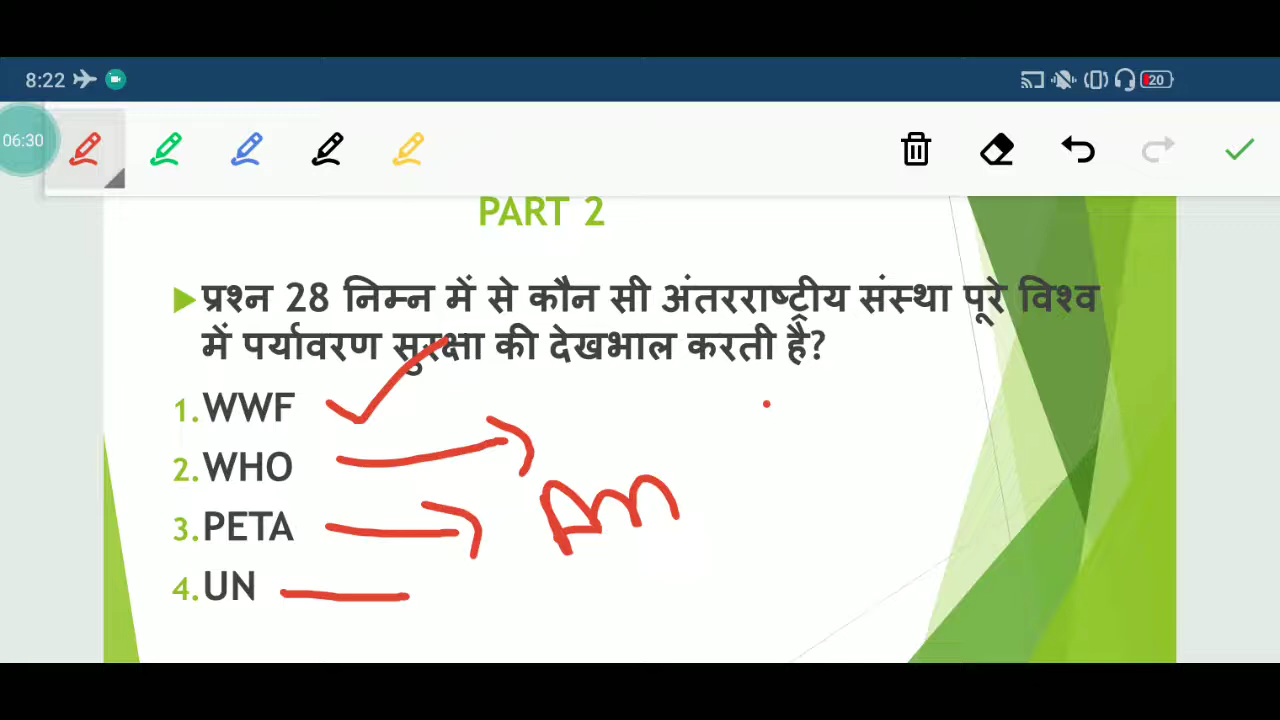 8:22
20
06:30
PART 2
प्रश्न 28 निम्न में से कौन सी अंतरराष्ट्रीय संस्था पूरे विश्व
में पर्यावरण सुरक्षा की देखभाल करती है?
1. WWF
2. WHO
3. PETA
4. UN